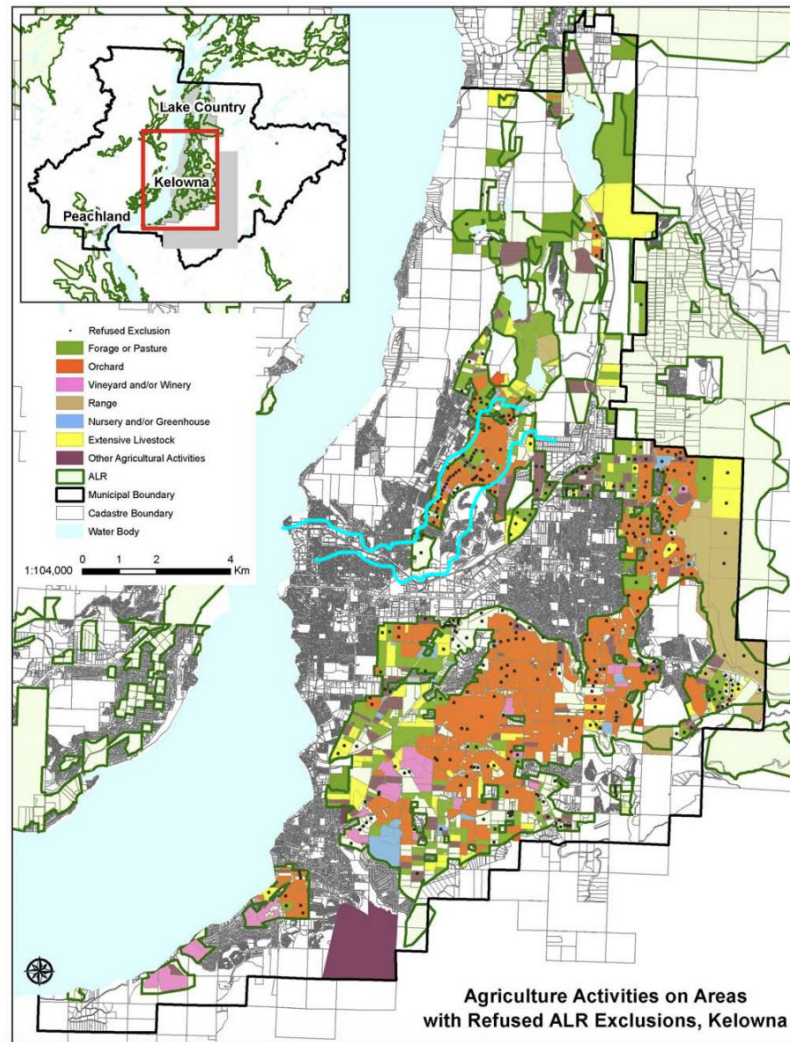 Lake Country
Kelowna
Peachland
Refused Exclusion
Forage or Pasture
Orchard
Vineyard and/or Winery
Range
Nursery and/or Greenhouse
Extensive Livestock
Other Agricultural Activities
ALR
Municipal Boundary
Cadastre Boundary
Water Body
1:104,000 0 2 4
Km
Agriculture Activities on Areas
with Refused ALR Exclusions, Kelowna